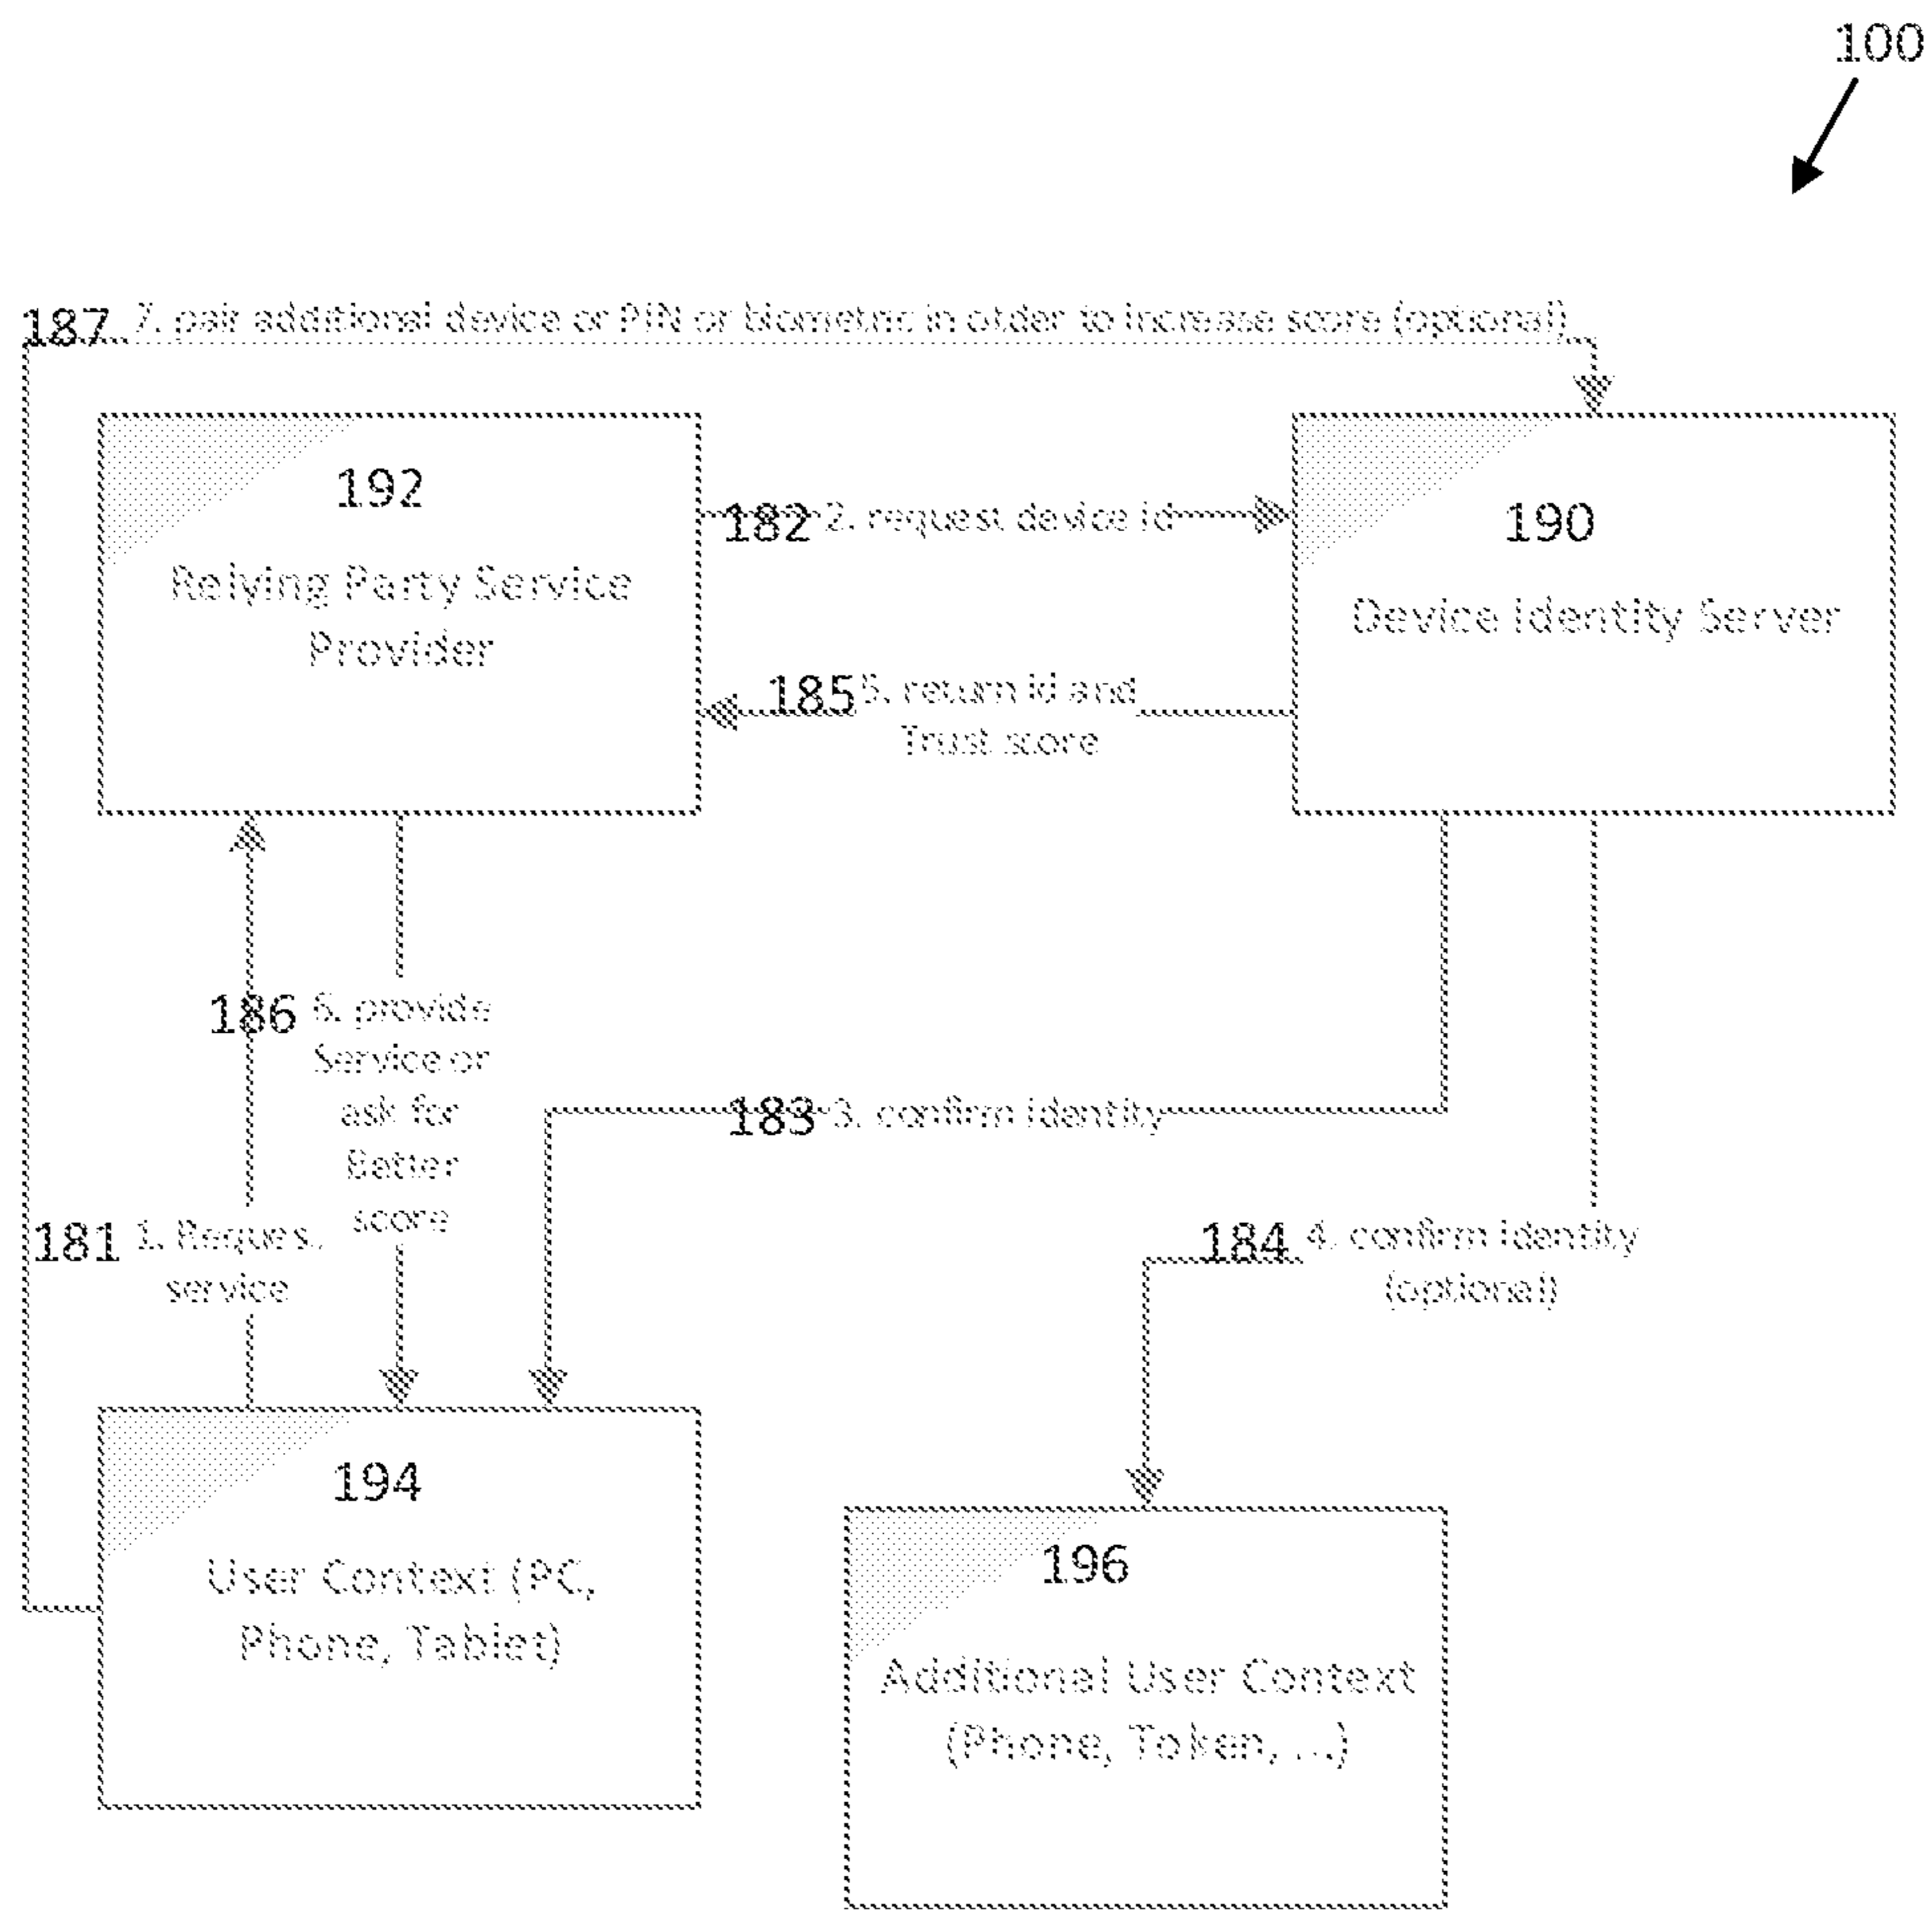 100
187 7. pair additional device or PIN or biometric in order to increase score (optional)
192
Relying Party Service
Provider
182 2. request device id
190
Device Identity Server
185 5. return id and
Trust score
186 6. provide
Service or
ask for
Better
score
183 3. confirm identity
181 1. Reques
service
184 4. confirm identity
(optional)
194
User Context (PC,
Phone, Tablet)
196
Additional User Context
(Phone, Token, ...)